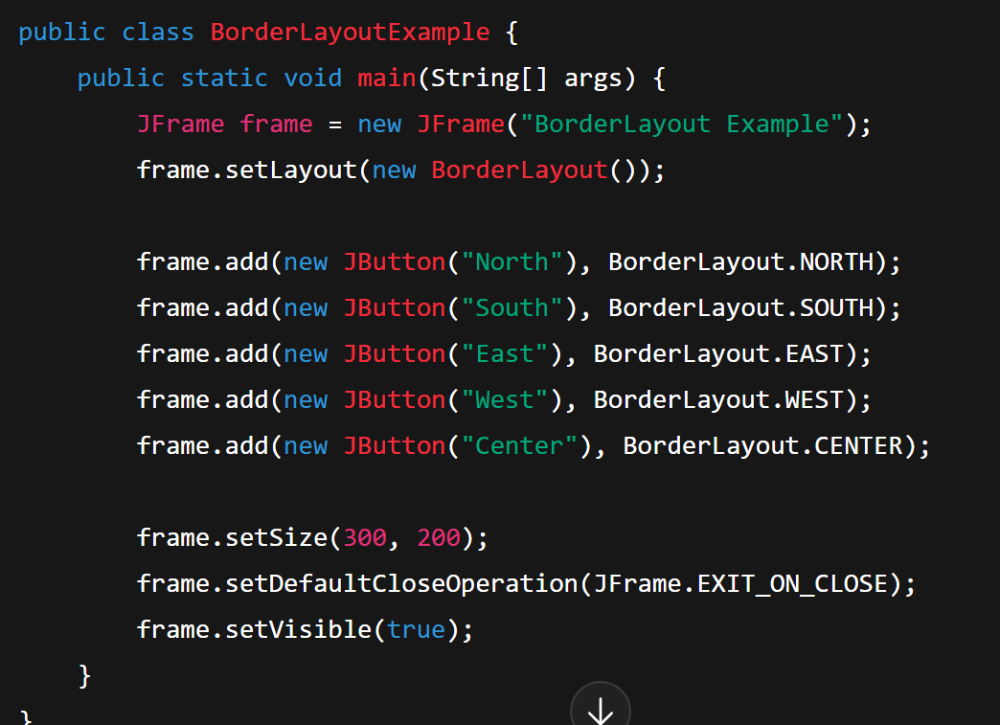 public class BorderLayoutExample {
    public static void main(String[] args) {
        JFrame frame = new JFrame("BorderLayout Example");
        frame.setLayout(new BorderLayout());
        frame.add(new JButton("North"), BorderLayout.NORTH);
        frame.add(new JButton("South"), BorderLayout.SOUTH);
        frame.add(new JButton("East"), BorderLayout.EAST);
        frame.add(new JButton("West"), BorderLayout.WEST);
        frame.add(new JButton("Center"), BorderLayout.CENTER);
        frame.setSize(300, 200);
        frame.setDefaultCloseOperation(JFrame.EXIT_ON_CLOSE);
        frame.setVisible(true);
    }
}